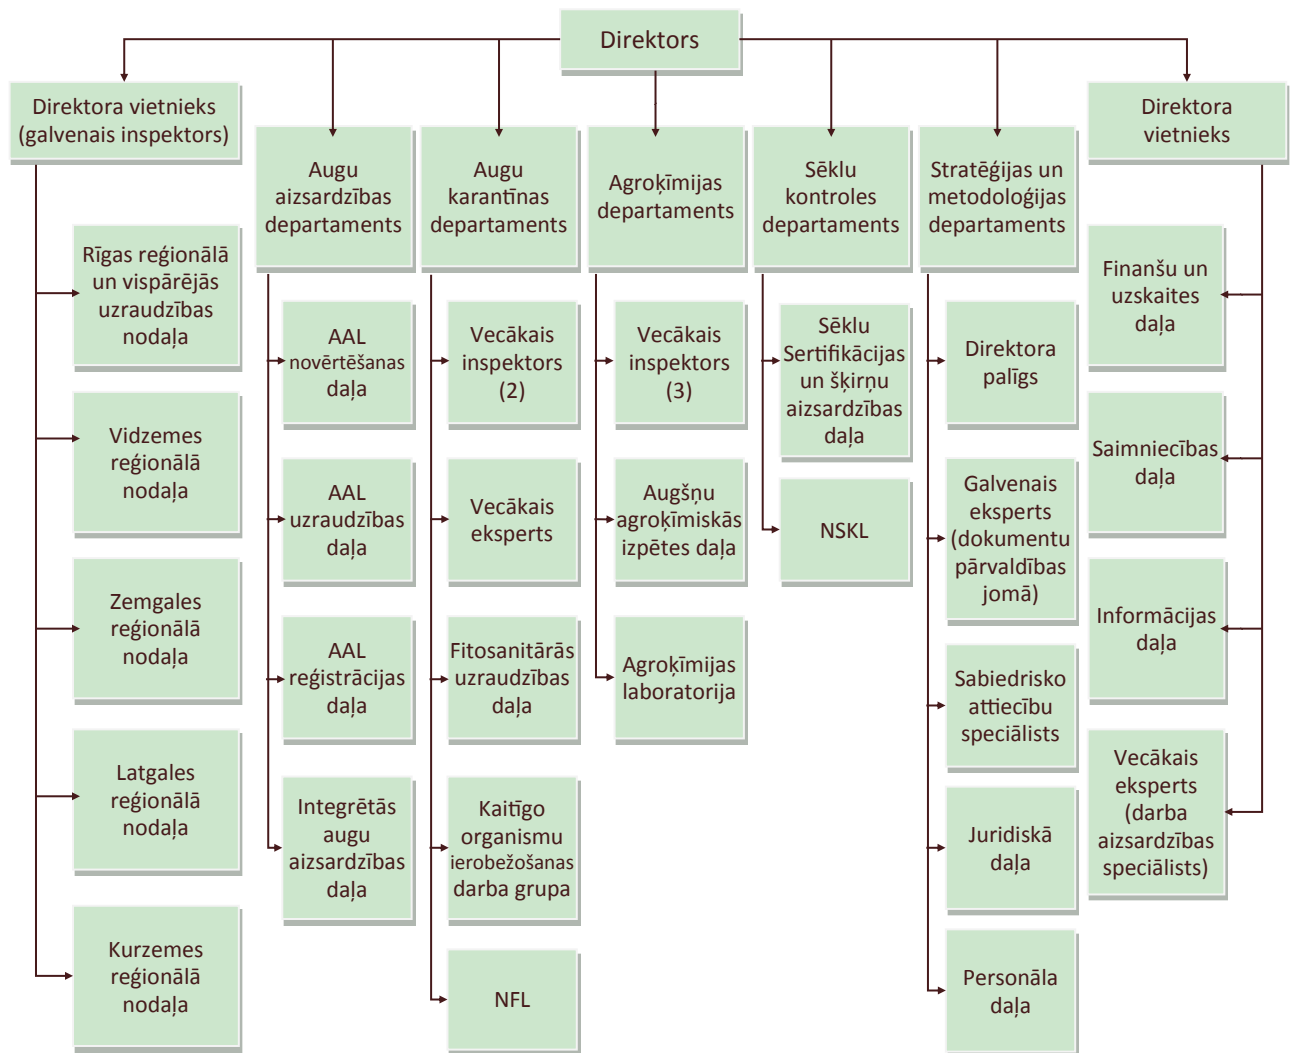 Direktors
Direktora vietnieks
(galvenais inspektors)
Rīgas reģionālā
un vispārējās
uzraudzības
nodaļa
Vidzemes
reģionālā
nodaļa
Zemgales
reģionālā
nodaļa
Latgales
reģionālā
nodaļa
Kurzemes
reģionālā
nodaļa
Augu
aizsardzības
departaments
AAL
novērtēšanas
daļa
AAL
uzraudzības
daļa
AAL
reģistrācijas
daļa
Integrētās
augu
aizsardzības
daļa
Augu
karantīnas
departaments
Vecākais
inspektors
(2)
Vecākais
eksperts
Fitosanitārās
uzraudzības
daļa
Kaitīgo
organismu
ierobežošanas
darba grupa
NFL
Agroķīmijas
departaments
Vecākais
inspektors
(3)
Augšņu
agroķīmiskās
izpētes daļa
Agroķīmijas
laboratorija
Sēklu
kontroles
departaments
Sēklu
Sertifikācijas
un šķirņu
aizsardzības
daļa
NSKL
Stratēģijas un
metodoloģijas
departaments
Direktora
palīgs
Galvenais
eksperts
(dokumentu
pārvaldības
jomā)
Sabiedrisko
attiecību
speciālists
Juridiskā
daļa
Personāla
daļa
Direktora
vietnieks
Finanšu un
uzskaites
daļa
Saimniecības
daļa
Informācijas
daļa
Vecākais
eksperts
(darba
aizsardzības
speciālists)